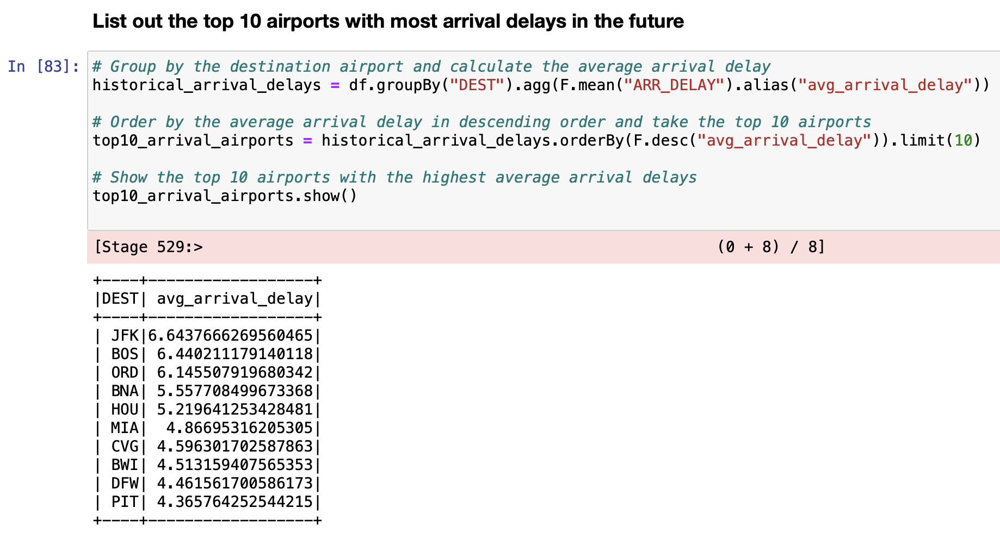 List out the top 10 airports with most arrival delays in the future
In [83]:
# Group by the destination airport and calculate the average arrival delay
historical_arrival_delays = df.groupBy("DEST").agg(F.mean("ARR_DELAY").alias("avg_arrival_delay"))
# Order by the average arrival delay in descending order and take the top 10 airports
top10_arrival_airports = historical_arrival_delays.orderBy(F.desc("avg_arrival_delay")).limit(10)
# Show the top 10 airports with the highest average arrival delays
top10_arrival_airports.show()
[Stage 529:>                                                        (0 + 8) / 8]
+----+------------------+
|DEST| avg_arrival_delay|
+----+------------------+
| JFK|6.6437666269560465|
| BOS| 6.440211179140118|
| ORD| 6.145507919680342|
| BNA| 5.557708499673368|
| HOU| 5.219641253428481|
| MIA|  4.86695316205305|
| CVG| 4.596301702587863|
| BWI| 4.513159407565353|
| DFW| 4.461561700586173|
| PIT| 4.365764252544215|
+----+------------------+